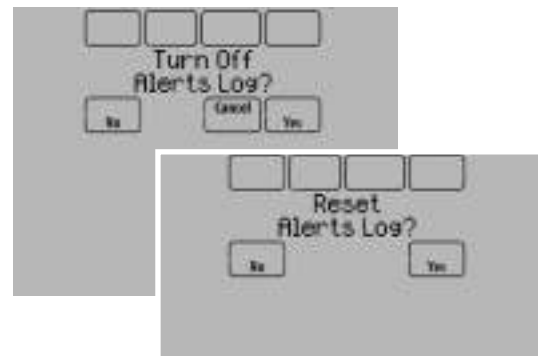 Turn Off
Alerts Log?
No Cancel Yes
Reset
Alerts Log?
No Yes